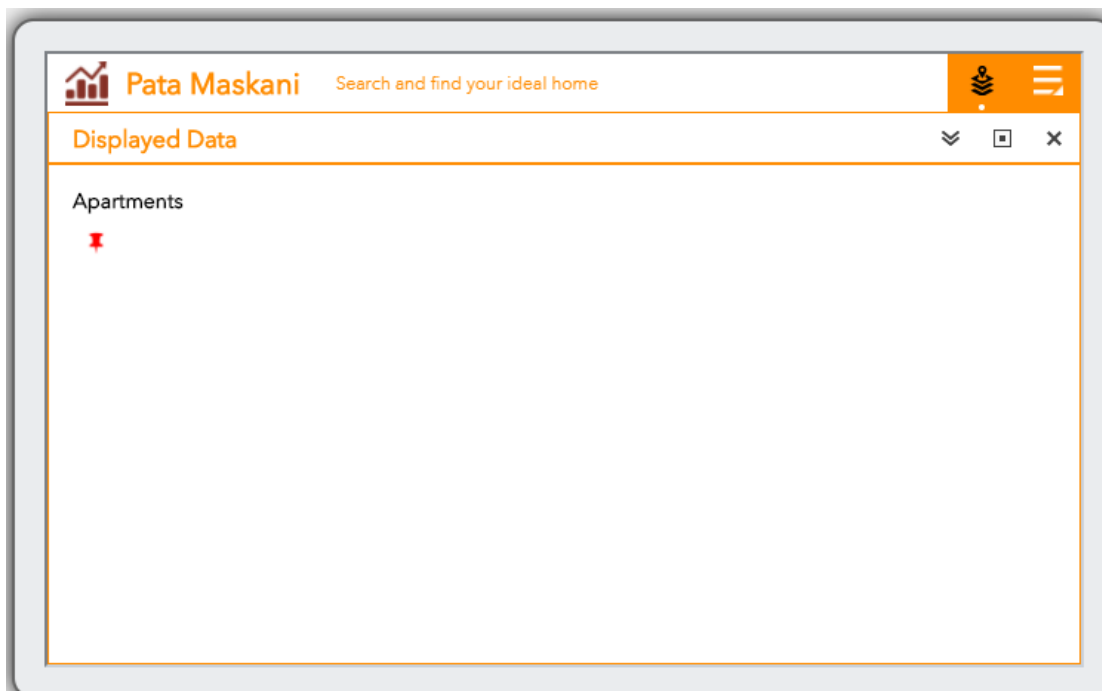 Pata Maskani Search and find your ideal home
Displayed Data
Apartments